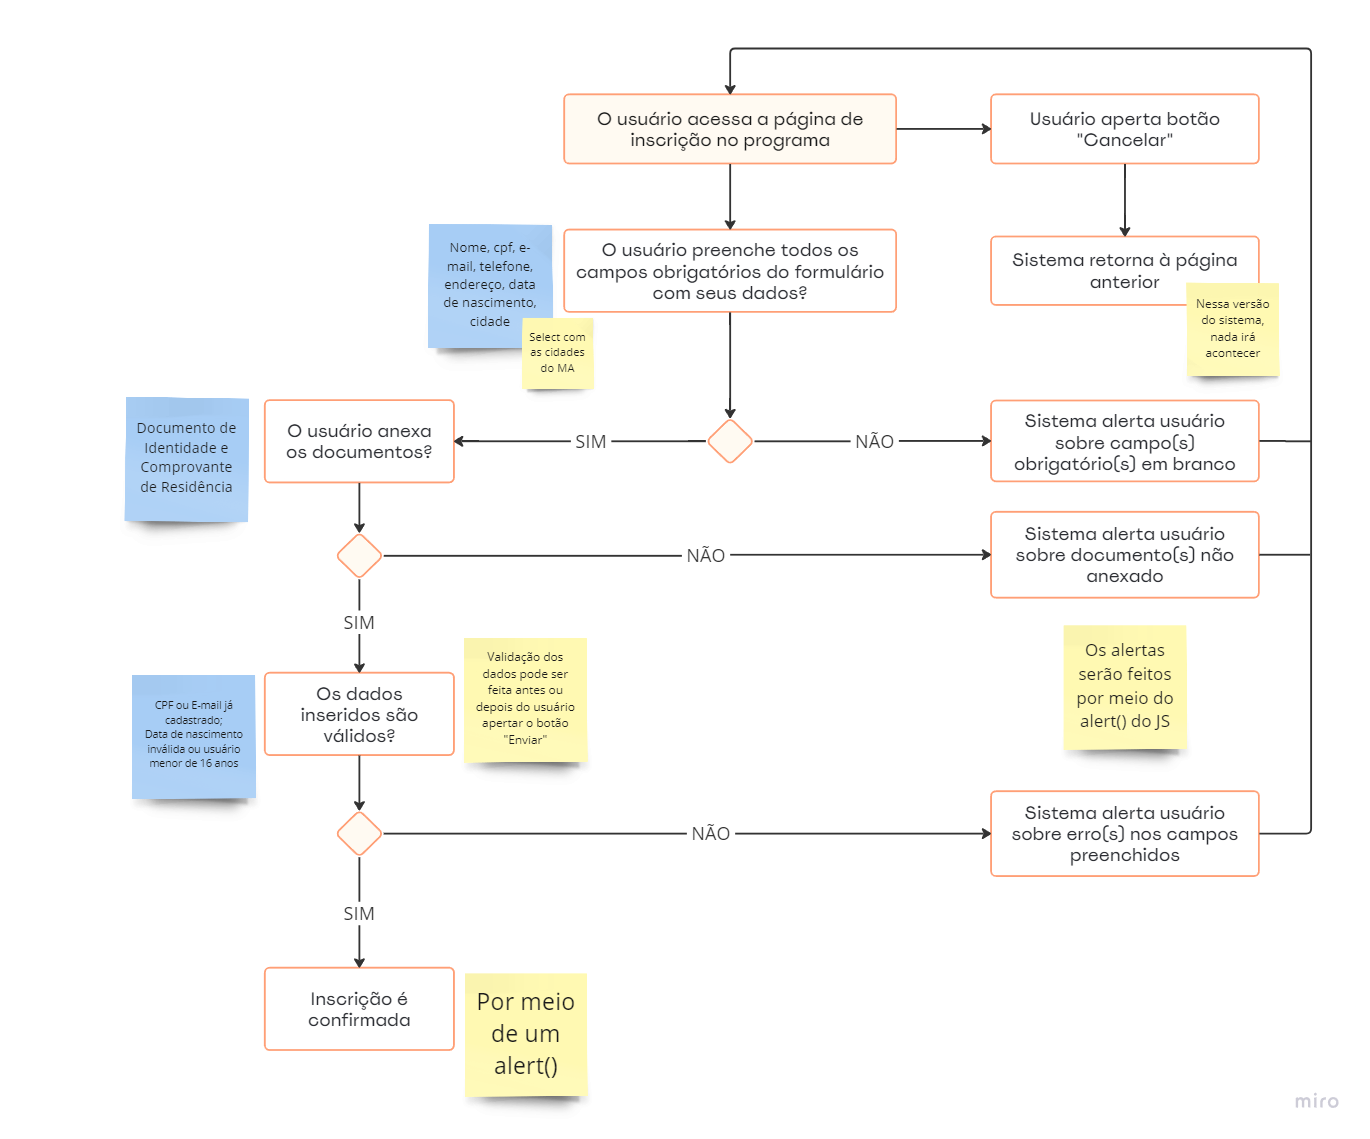 O usuário acessa a página de
inscrição no programa
Usuário aperta botão
"Cancelar"
Nome, cpf, e-
mail, telefone,
endereço, data
de nascimento,
cidade
Select com
as cidades
do MA
O usuário preenche todos os
campos obrigatórios do formulário
com seus dados?
Sistema retorna à página
anterior
Nessa versão
do sistema,
nada irá
acontecer
Documento de
Identidade e
Comprovante
de Residência
O usuário anexa
os documentos?
SIM
NÃO
Sistema alerta usuário
sobre campo(s)
obrigatório(s) em branco
NÃO
Sistema alerta usuário
sobre documento(s) não
anexado
SIM
CPF ou E-mail já
cadastrado;
Data de nascimento
inválida ou usuário
menor de 16 anos
Os dados
inseridos são
válidos?
Validação dos
dados pode ser
feita antes ou
depois do usuário
apertar o botão
"Enviar"
Os alertas
serão feitos
por meio do
alert() do JS
NÃO
Sistema alerta usuário
sobre erro(s) nos campos
preenchidos
SIM
Inscrição é
confirmada
Por meio
de um
alert()
miro